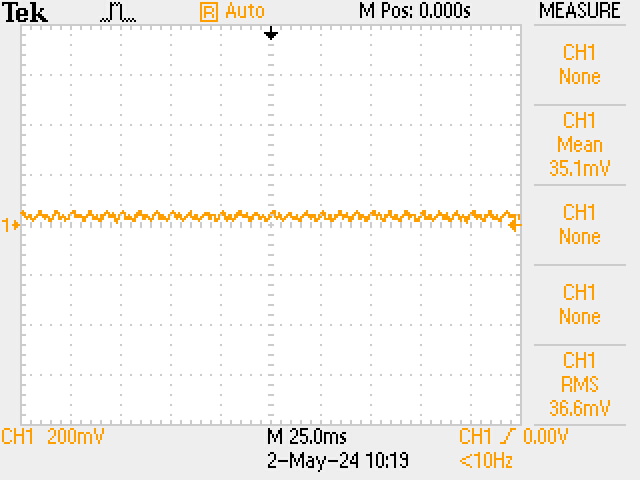 Tek R Auto M Pos: 0.000s MEASURE
CH1
None
CH1
Mean
35.1mV
1
CH1
None
CH1
None
CH1
RMS
36.6mV
CH1 200mV M 25.0ms CH1 0.00V
2-May-24 10:19 <10Hz